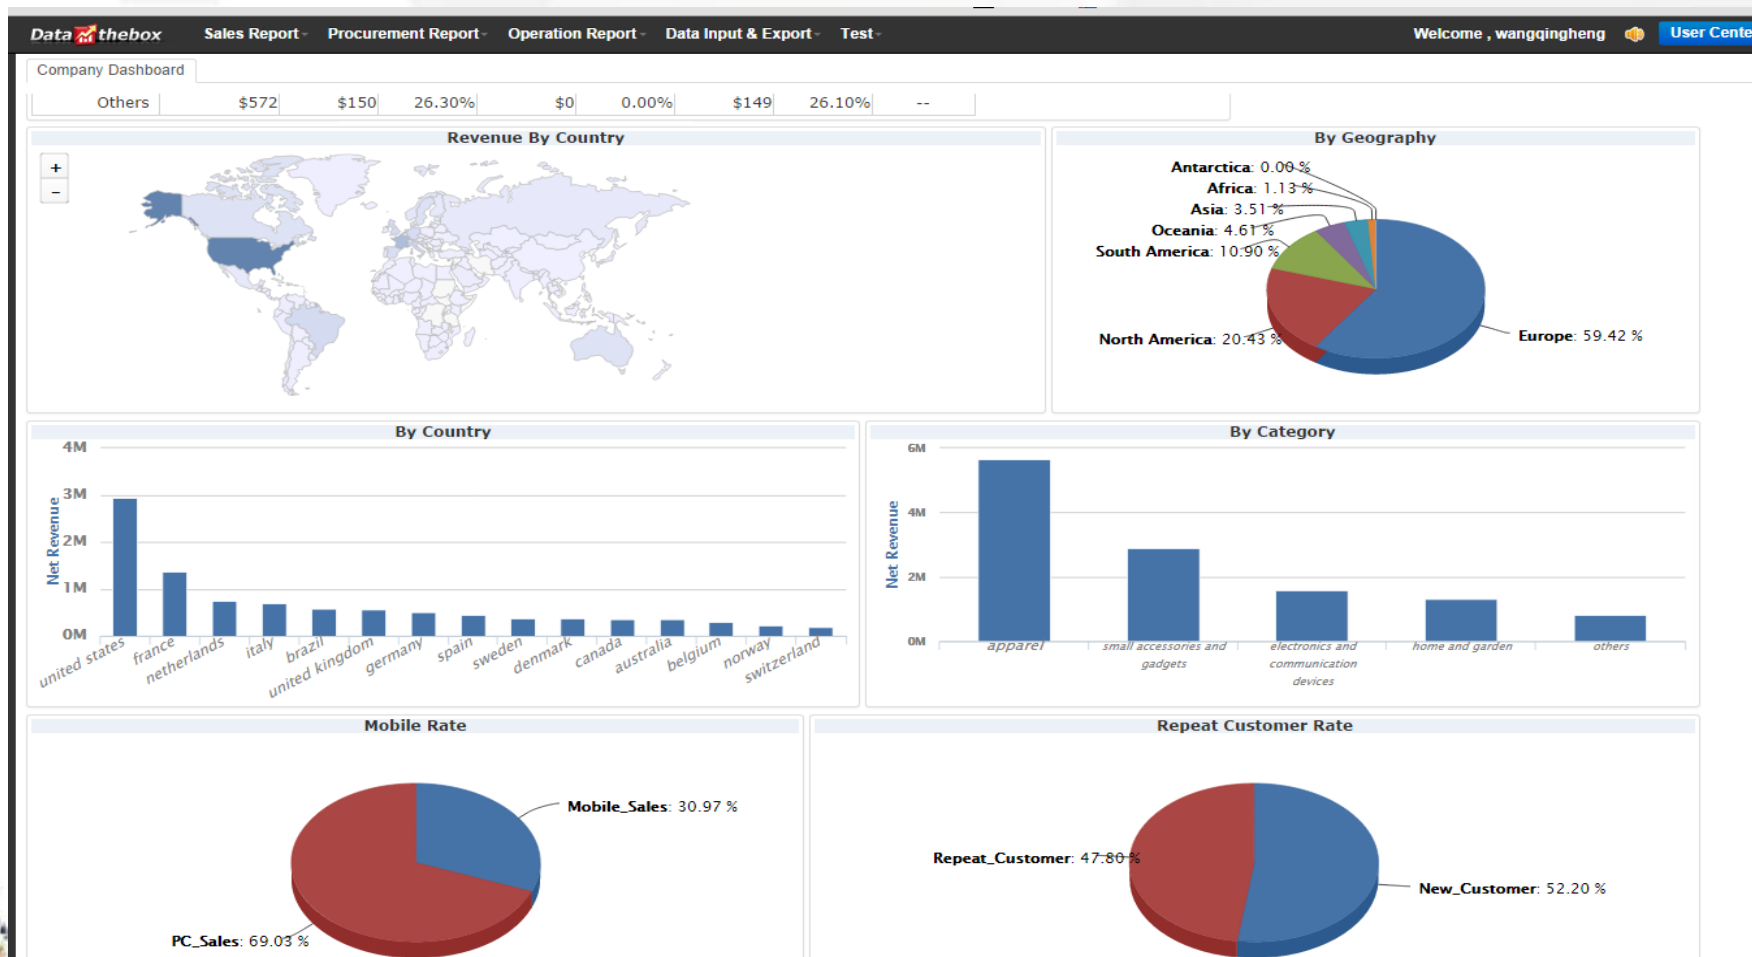 Data thebox Sales Report Procurement Report Operation Report Data Input & Export Test Welcome , wangqingheng User Cente
Company Dashboard
Others $572 $150 26.30% $0 0.00% $149 26.10% --
Revenue By Country
+
−
By Geography
Antarctica: 0.00 %
Africa: 1.13 %
Asia: 3.51 %
Oceania: 4.61 %
South America: 10.90 %
North America: 20.43 %
Europe: 59.42 %
By Country
Net Revenue
4M
3M
2M
1M
0M
united states
france
netherlands
italy
brazil
united kingdom
germany
spain
sweden
denmark
canada
australia
belgium
norway
switzerland
By Category
Net Revenue
6M
4M
2M
0M
apparel
small accessories and
gadgets
electronics and
communication
devices
home and garden
others
Mobile Rate
Mobile_Sales: 30.97 %
PC_Sales: 69.03 %
Repeat Customer Rate
Repeat_Customer: 47.80 %
New_Customer: 52.20 %